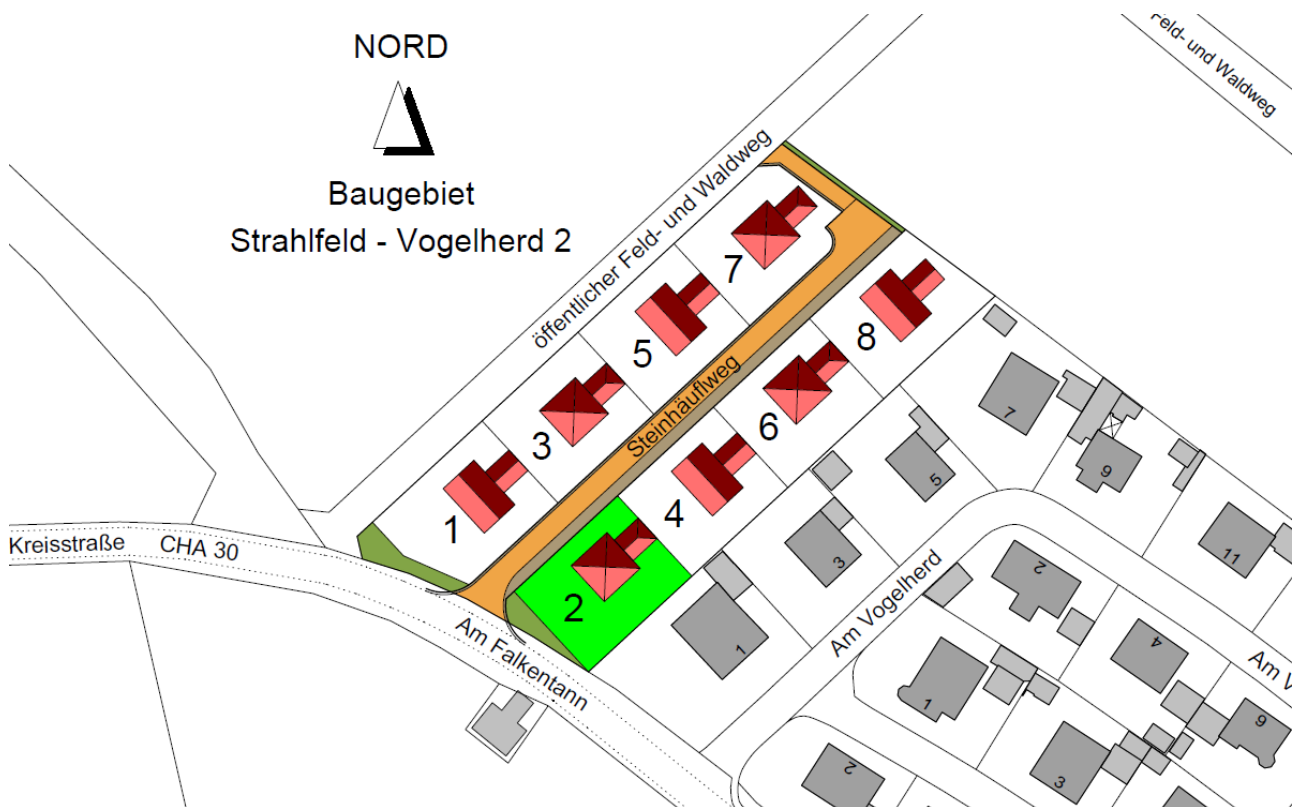 NORD
Baugebiet
Strahlfeld - Vogelherd 2
Feld- und Waldweg
öffentlicher Feld- und Waldweg
7
5
8
3
Steinhäuflweg
6
1
4
2
Kreisstraße CHA 30
Am Falkentann
7
9
5
3
11
1
Am Vogelherd
2
Am V
4
1
3
2